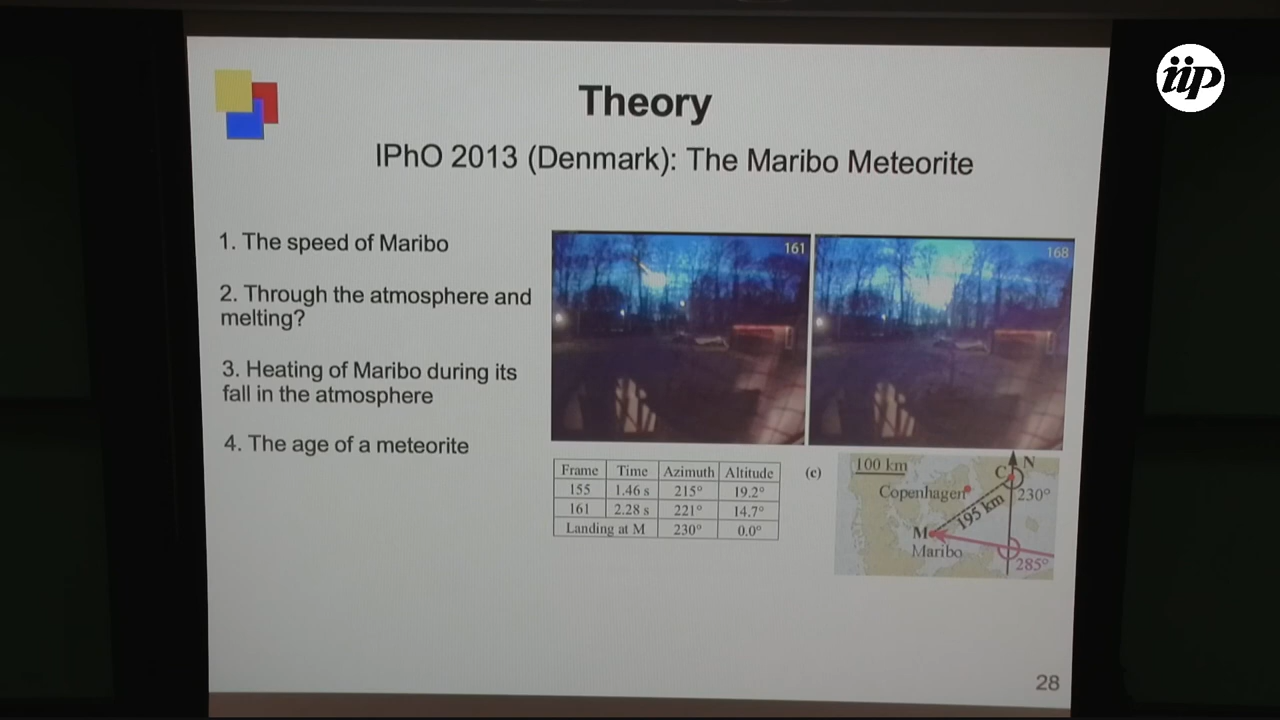 iip
Theory
IPhO 2013 (Denmark): The Maribo Meteorite
1. The speed of Maribo
2. Through the atmosphere and
melting?
3. Heating of Maribo during its
fall in the atmosphere
4. The age of a meteorite
161
168
Frame Time Azimuth Altitude
155 1.46 s 215° 19.2°
161 2.28 s 221° 14.7°
Landing at M 230° 0.0°
(c)
100 km
C
N
Copenhagen
230°
195 km
M
Maribo
285°
28